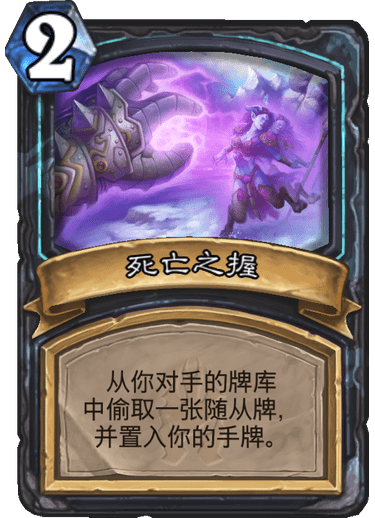 2
死亡之握
从你对手的牌库
中偷取一张随从牌，
并置入你的手牌。